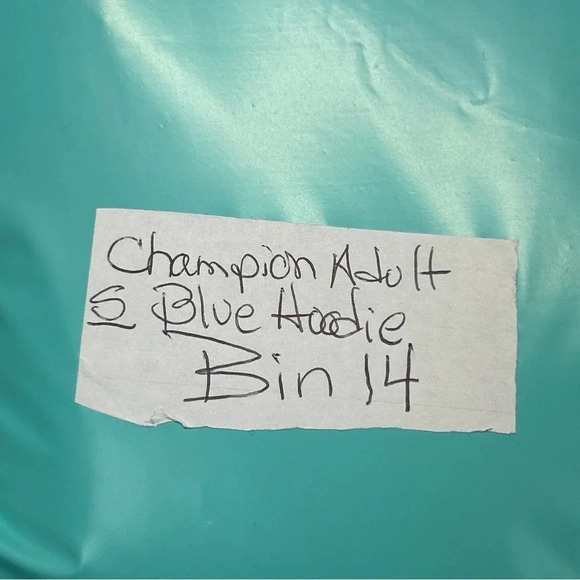 Champion Adult
S Blue Hoodie
Bin 14